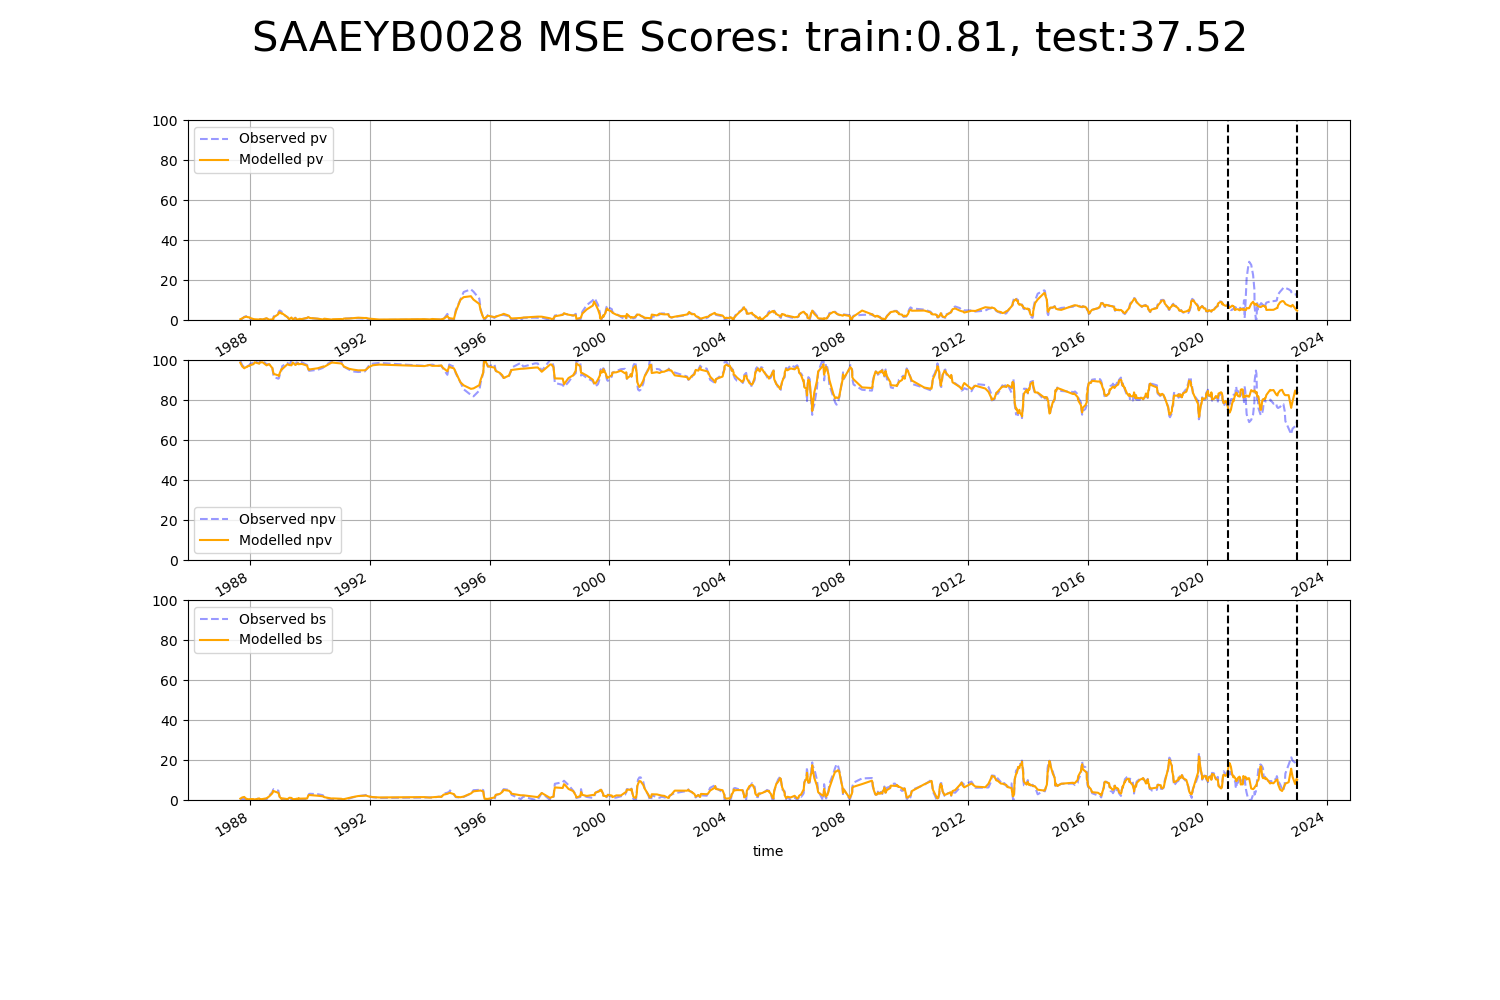 SAAEYB0028 MSE Scores: train:0.81, test:37.52
100
80
60
40
20
0
Observed pv
Modelled pv
1988 1992 1996 2000 2004 2008 2012 2016 2020 2024
100
80
60
40
20
0
Observed npv
Modelled npv
1988 1992 1996 2000 2004 2008 2012 2016 2020 2024
100
80
60
40
20
0
Observed bs
Modelled bs
1988 1992 1996 2000 2004 2008 2012 2016 2020 2024
time